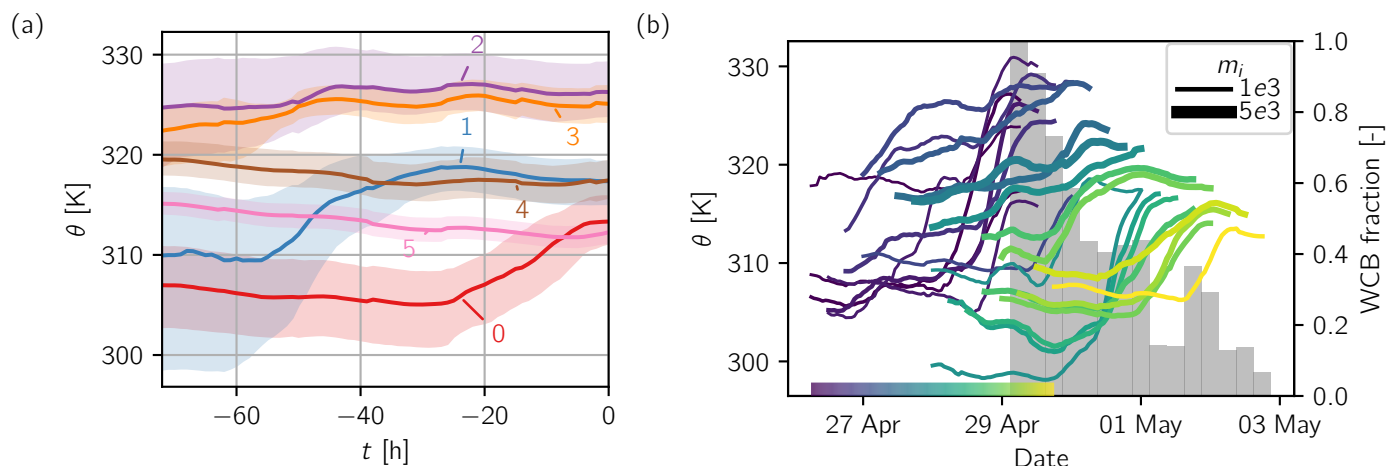 (a)
330
320
310
300
θ [K]
2
3
1
4
5
0
−60
−40
−20
0
t [h]
(b)
330
320
310
300
θ [K]
m_i
1e3
5e3
1.0
0.8
0.6
0.4
0.2
0.0
WCB fraction [-]
27 Apr
29 Apr
01 May
03 May
Date